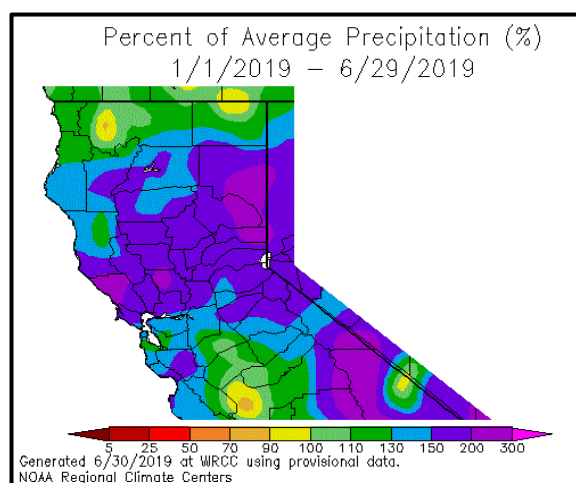 Percent of Average Precipitation (%)
1/1/2019 – 6/29/2019
5 25 50 70 90 100 110 130 150 200 300
Generated 6/30/2019 at WRCC using provisional data.
NOAA Regional Climate Centers